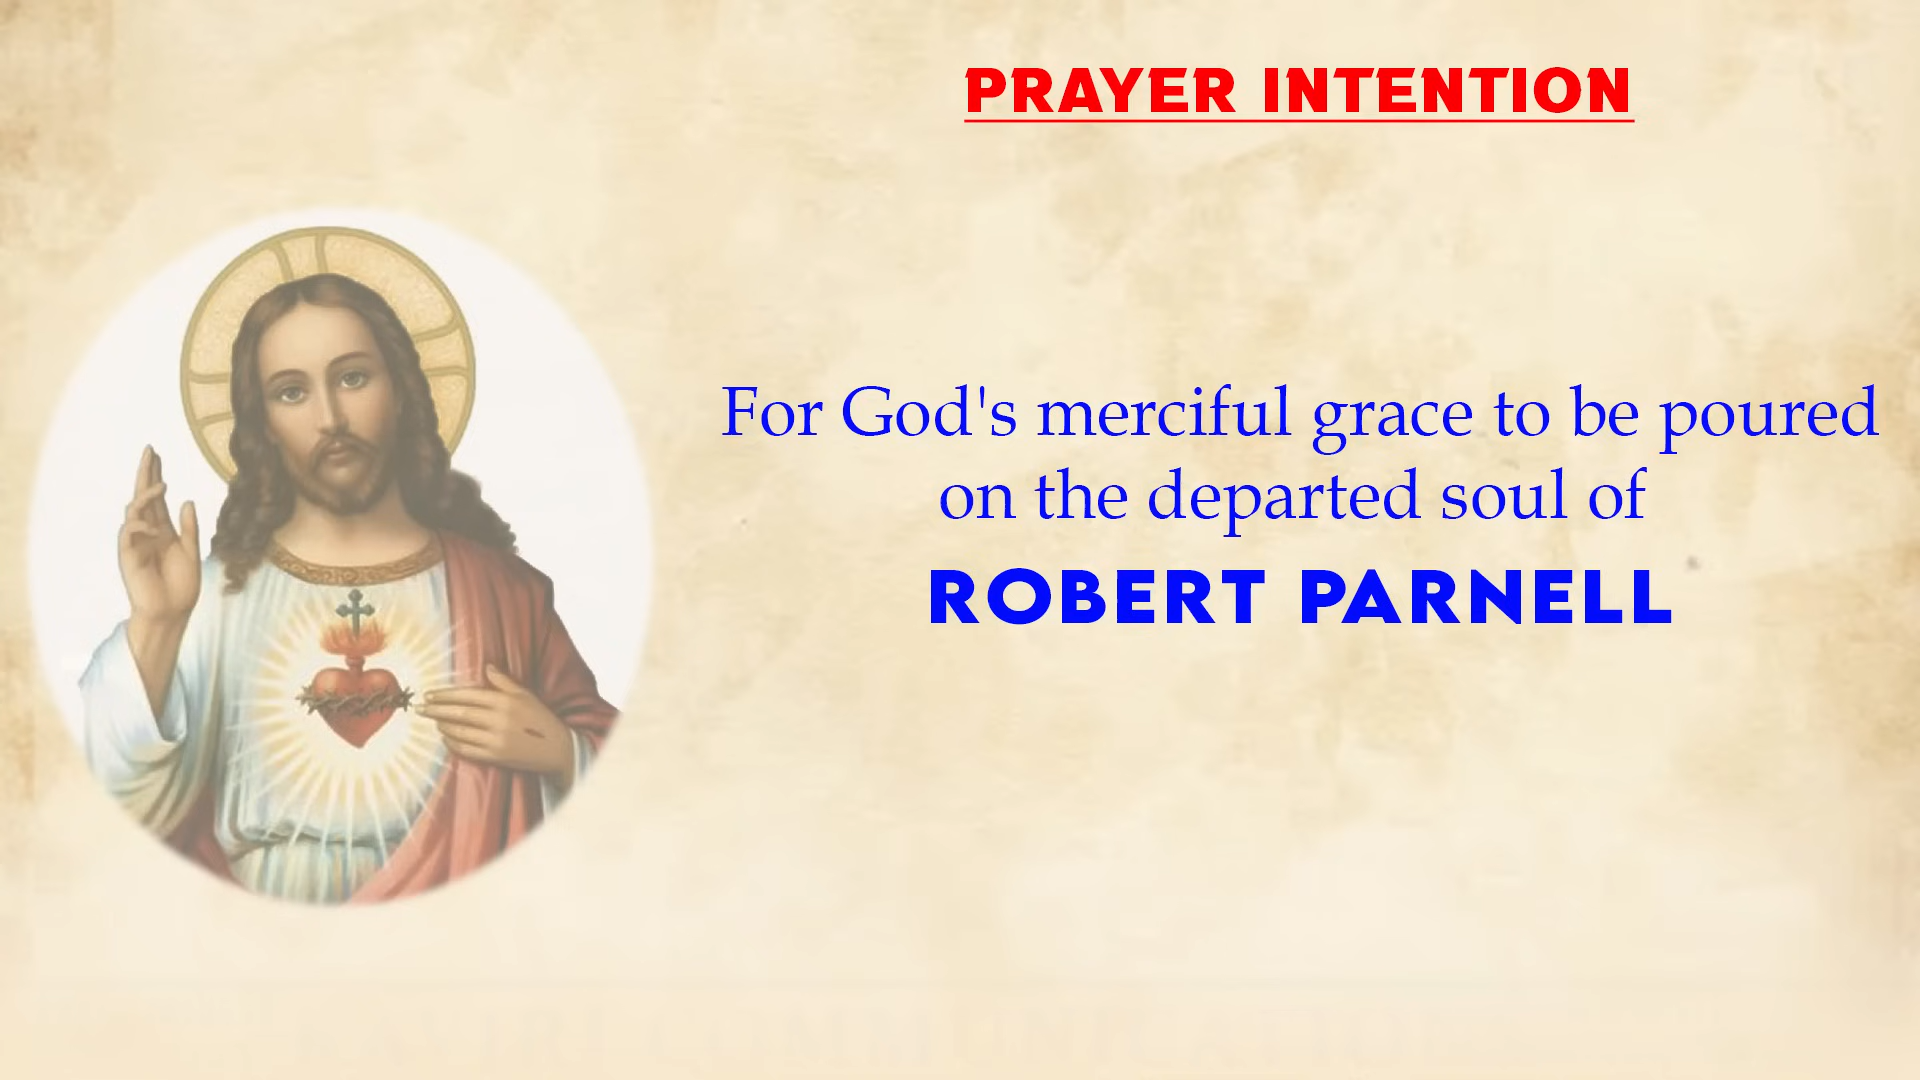 PRAYER INTENTION
For God's merciful grace to be poured
on the departed soul of
ROBERT PARNELL